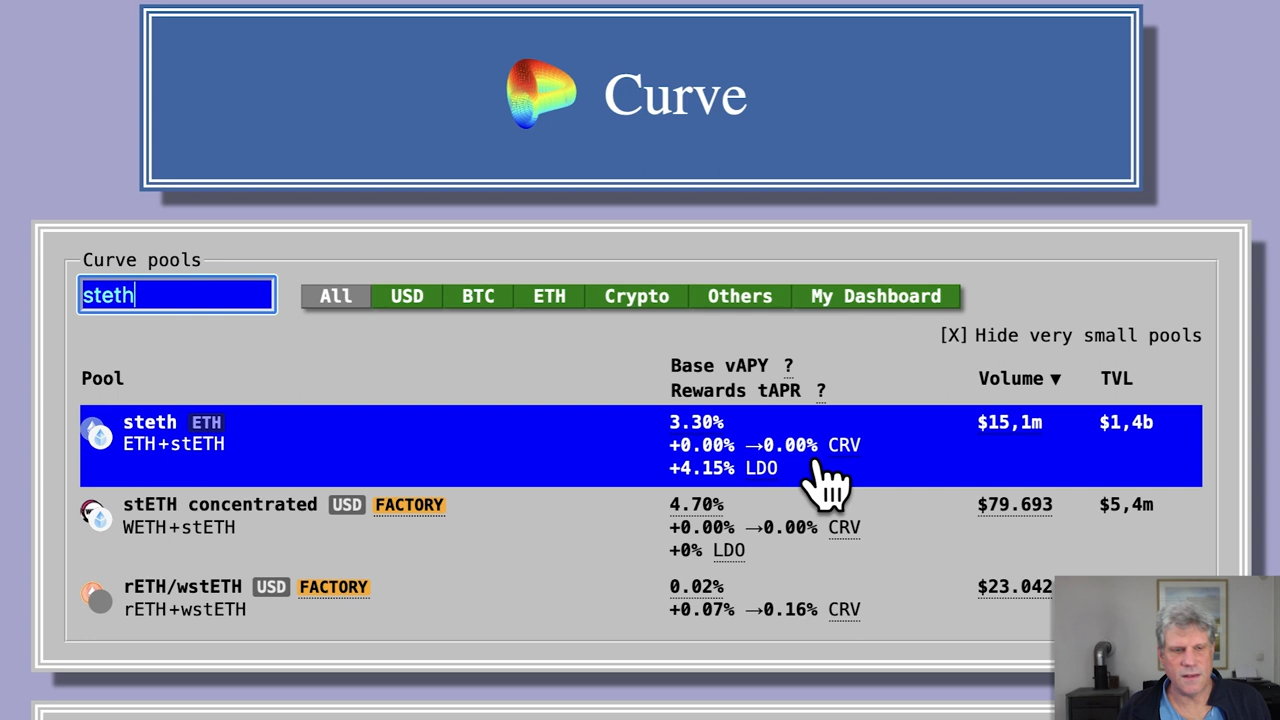 Curve
Curve pools
steth
All USD BTC ETH Crypto Others My Dashboard
[X] Hide very small pools
Pool Base vAPY ? Rewards tAPR ? Volume ▼ TVL
steth ETH 3.30% $15,1m $1,4b
ETH+stETH +0.00% →0.00% CRV
+4.15% LDO
stETH concentrated USD FACTORY 4.70% $79.693 $5,4m
WETH+stETH +0.00% →0.00% CRV
+0% LDO
rETH/wstETH USD FACTORY 0.02% $23.042
rETH+wstETH +0.07% →0.16% CRV